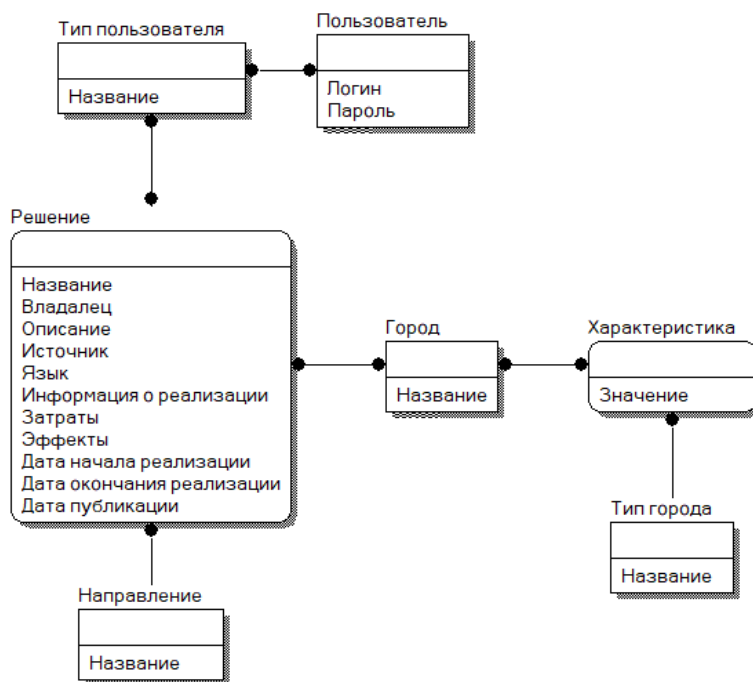 Тип пользователя
Название
Пользователь
Логин
Пароль
Решение
Название
Владалец
Описание
Источник
Язык
Информация о реализации
Затраты
Эффекты
Дата начала реализации
Дата окончания реализации
Дата публикации
Город
Название
Характеристика
Значение
Тип города
Название
Направление
Название